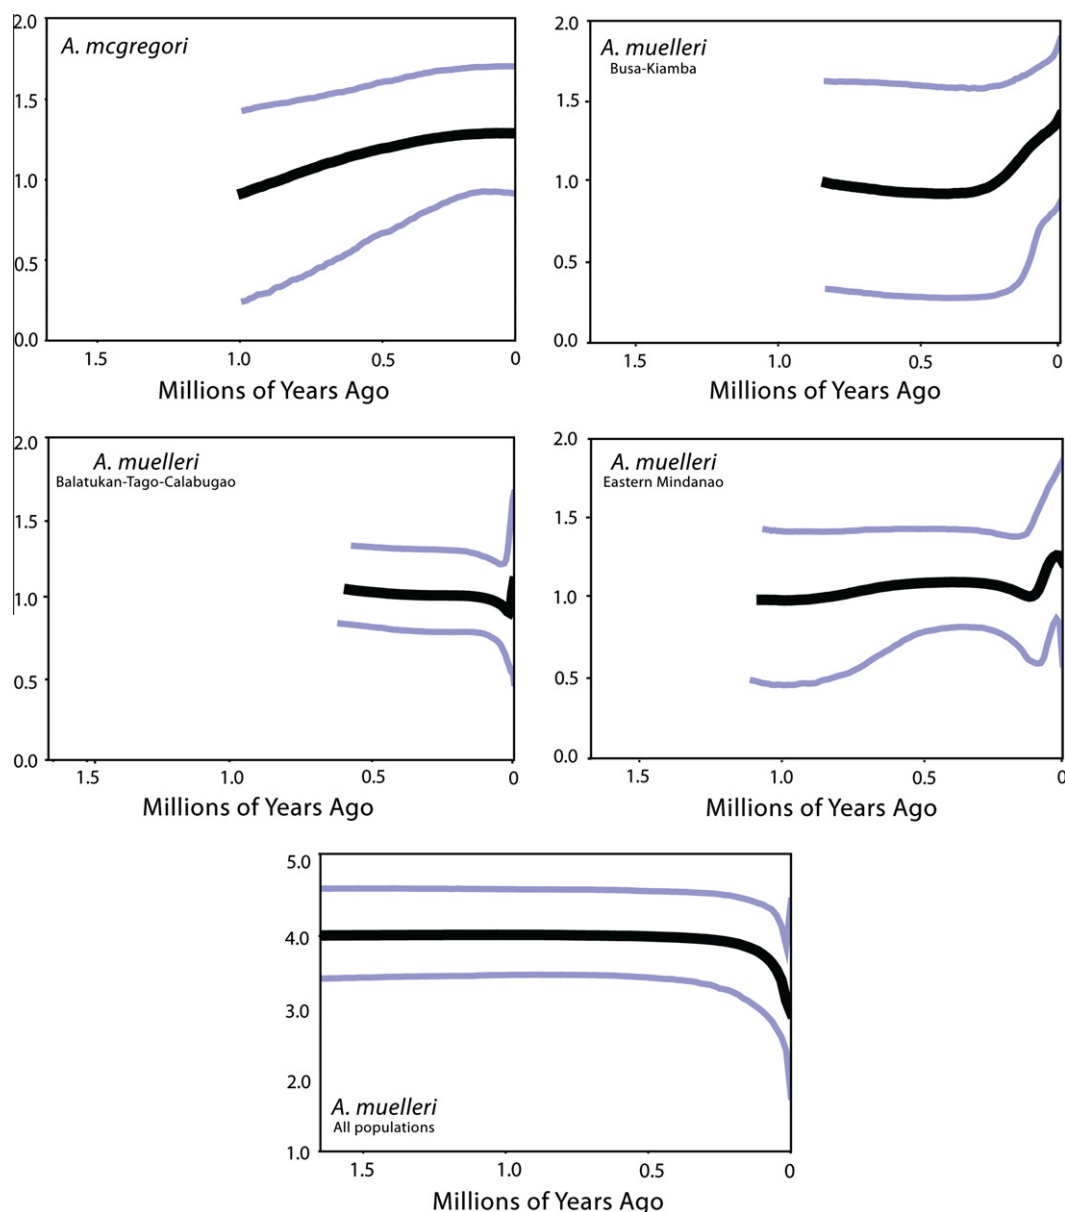 A. mcgregori
2.0
1.5
1.0
0.5
0.0
1.5 1.0 0.5 0
Millions of Years Ago
A. muelleri
Busa-Kiamba
2.0
1.5
1.0
0.5
0.0
1.5 1.0 0.5 0
Millions of Years Ago
A. muelleri
Balatukan-Tago-Calabugao
2.0
1.5
1.0
0.5
0.0
1.5 1.0 0.5 0
Millions of Years Ago
A. muelleri
Eastern Mindanao
2.0
1.5
1.0
0.5
0.0
1.5 1.0 0.5 0
Millions of Years Ago
5.0
4.0
3.0
2.0
1.0
A. muelleri
All populations
1.5 1.0 0.5 0
Millions of Years Ago